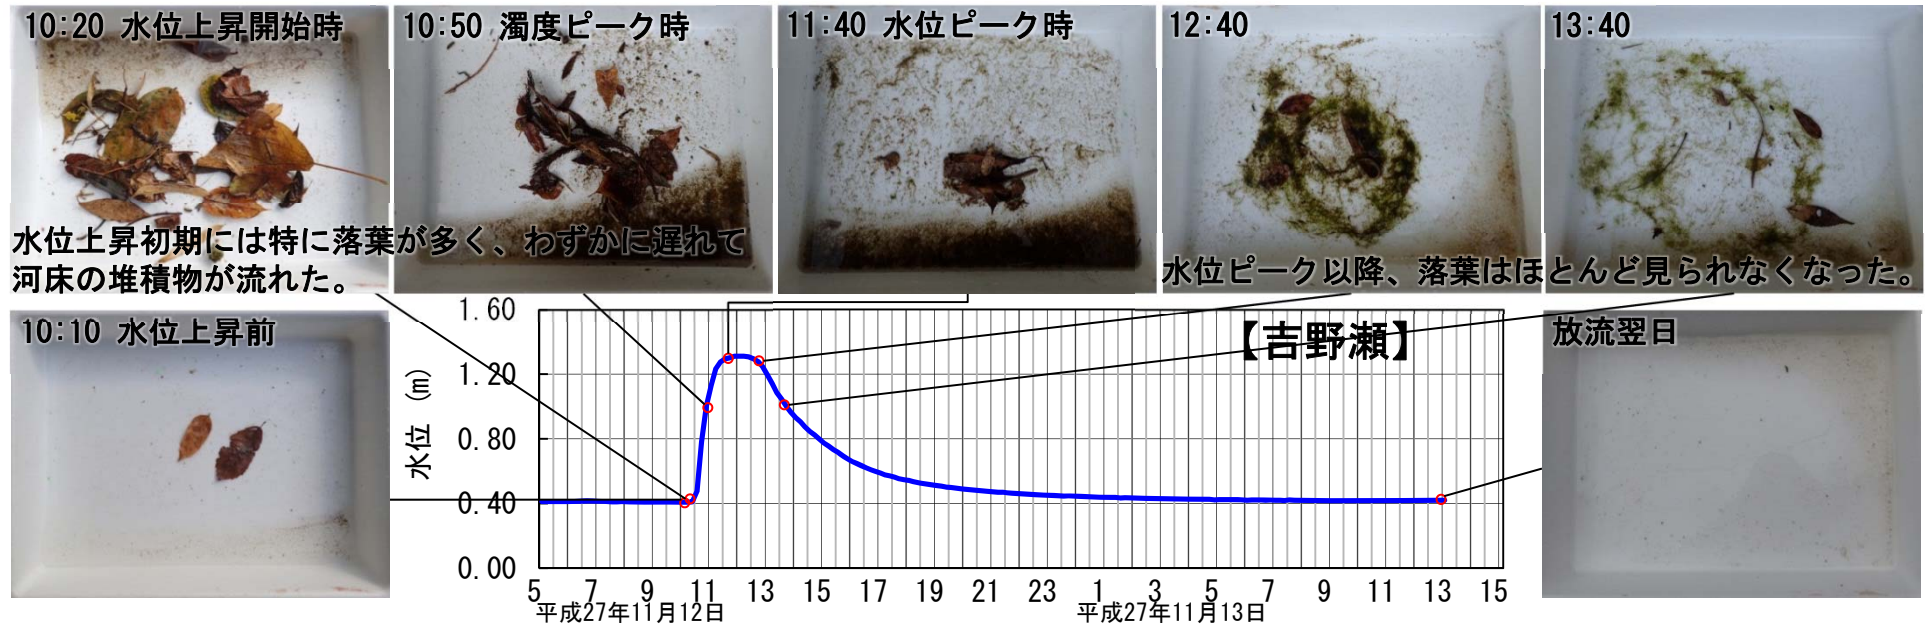 10:20 水位上昇開始時
10:50 濁度ピーク時
11:40 水位ピーク時
12:40
13:40
水位上昇初期には特に落葉が多く、わずかに遅れて
河床の堆積物が流れた。
水位ピーク以降、落葉はほとんど見られなくなった。
10:10 水位上昇前
放流翌日
【吉野瀬】
水位 (m)
1.60
1.20
0.80
0.40
0.00
5 7 9 11 13 15 17 19 21 23 1 3 5 7 9 11 13 15
平成27年11月12日 平成27年11月13日